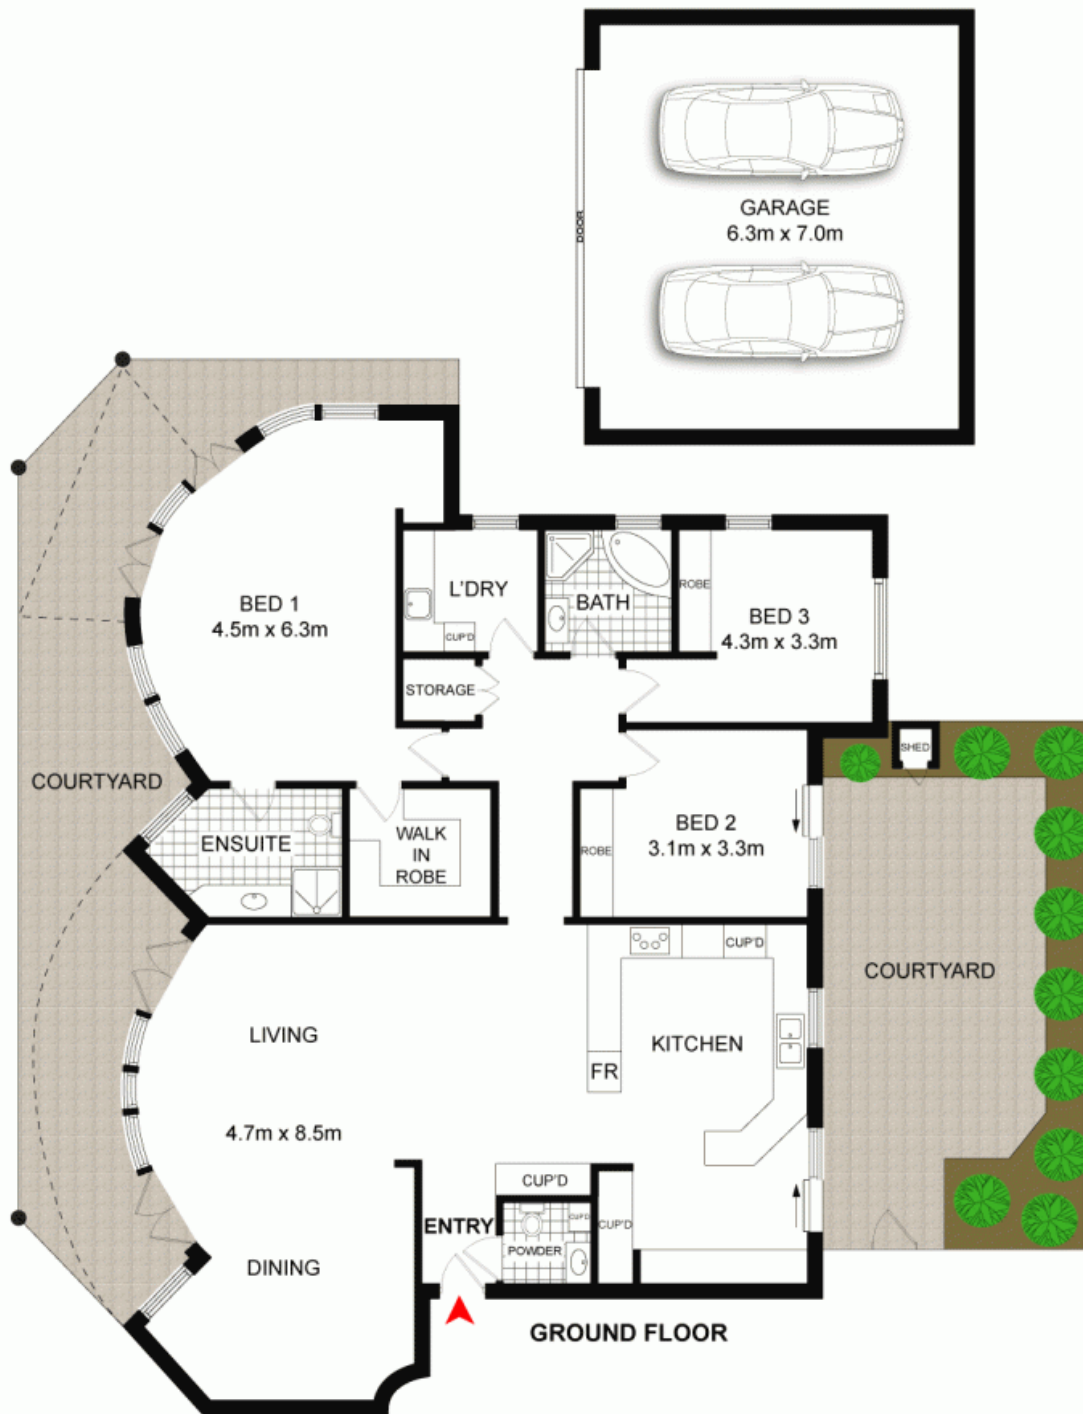 DOOR
GARAGE
6.3m x 7.0m
BED 1
4.5m x 6.3m
L'DRY
CUP'D
BATH
ROBE
BED 3
4.3m x 3.3m
STORAGE
COURTYARD
SHED
ENSUITE
WALK
IN
ROBE
ROBE
BED 2
3.1m x 3.3m
CUP'D
COURTYARD
LIVING
KITCHEN
FR
4.7m x 8.5m
CUP'D
ENTRY
CUP'D
CUP'D
POWDER
DINING
GROUND FLOOR